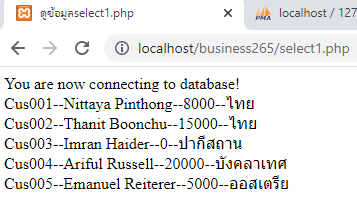 ดูข้อมูลselect1.php
localhost / 127
localhost/business265/select1.php
You are now connecting to database!
Cus001--Nittaya Pinthong--8000--ไทย
Cus002--Thanit Boonchu--15000--ไทย
Cus003--Imran Haider--0--ปากีสถาน
Cus004--Ariful Russell--20000--บังคลาเทศ
Cus005--Emanuel Reiterer--5000--ออสเตรีย